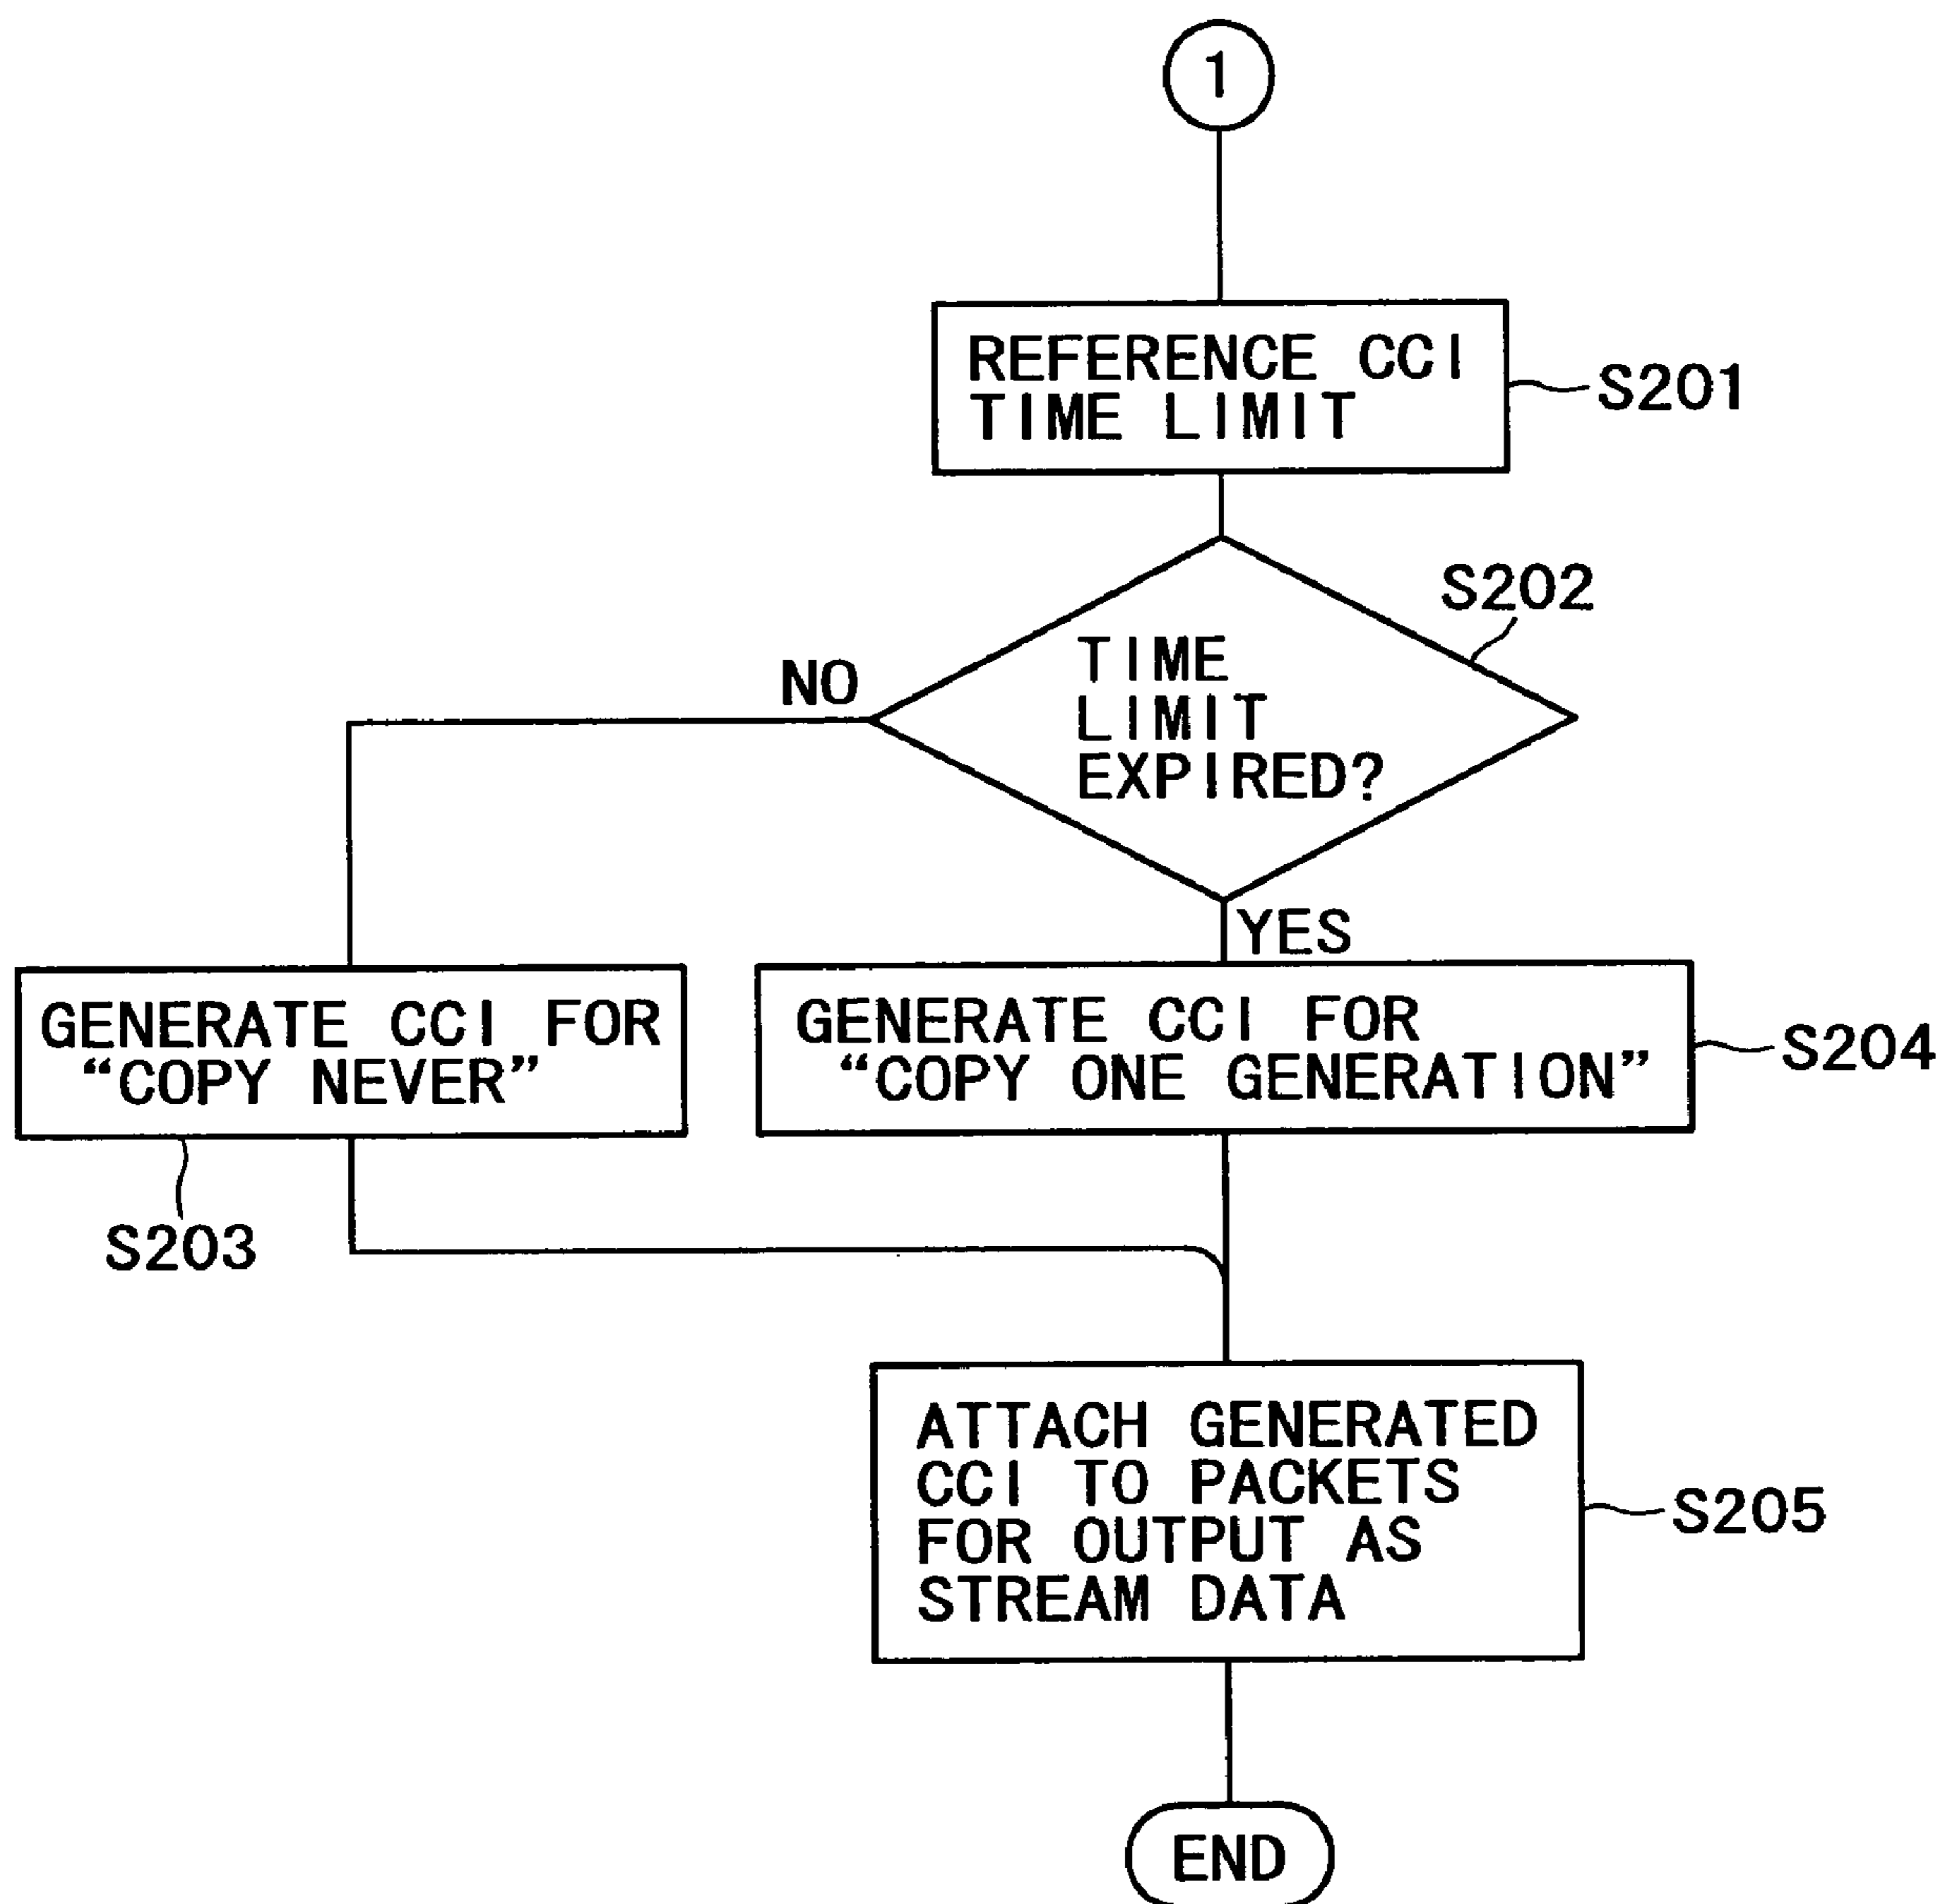 1
REFERENCE CCI
TIME LIMIT
S201
S202
TIME
LIMIT
EXPIRED?
NO
YES
GENERATE CCI FOR
“COPY NEVER”
S203
GENERATE CCI FOR
“COPY ONE GENERATION”
S204
ATTACH GENERATED
CCI TO PACKETS
FOR OUTPUT AS
STREAM DATA
S205
END